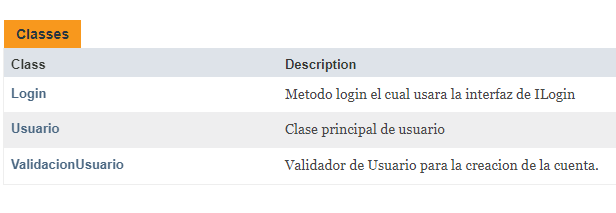 Classes
Class Description
Login Metodo login el cual usara la interfaz de ILogin
Usuario Clase principal de usuario
ValidacionUsuario Validador de Usuario para la creacion de la cuenta.